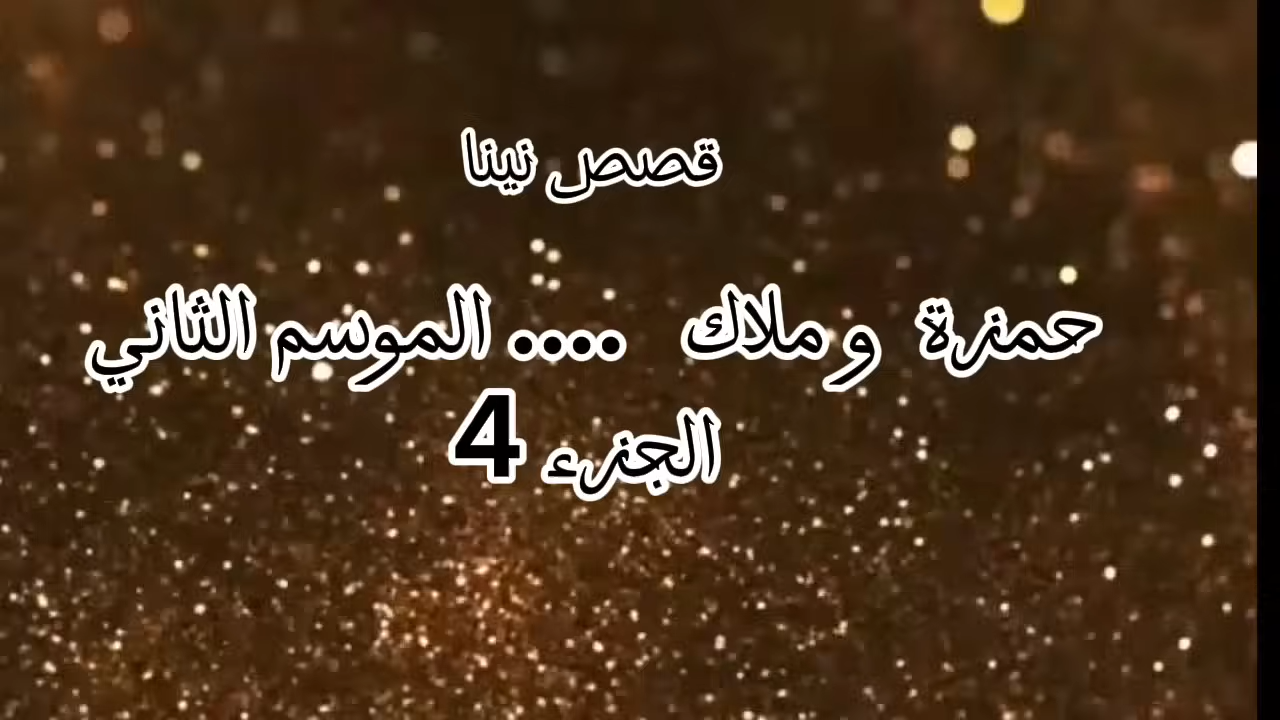 قصص نينا
حمزة و ملاك .... الموسم الثاني
الجزء 4